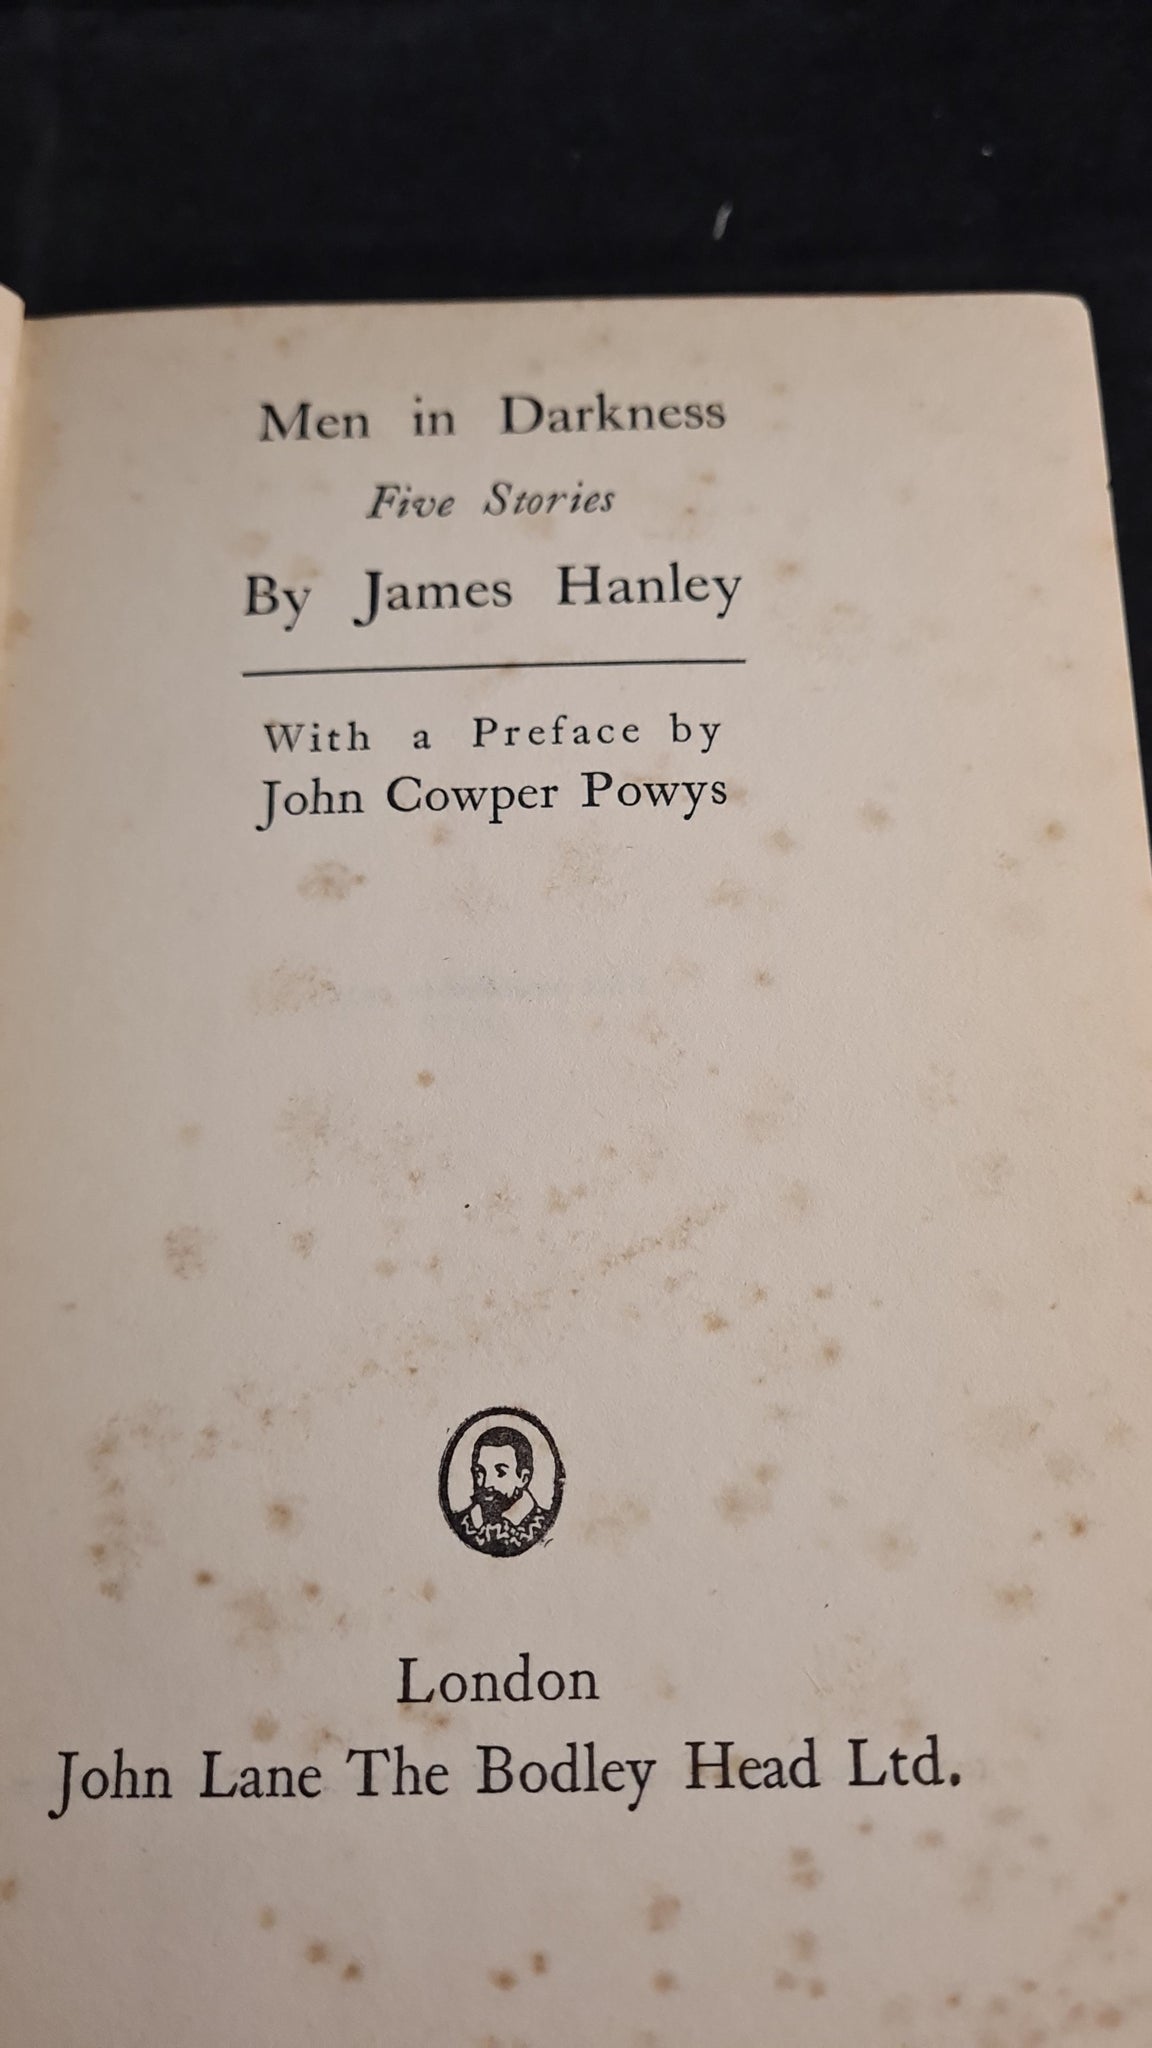 Men in Darkness
Five Stories
By James Hanley
With a Preface by
John Cowper Powys
London
John Lane The Bodley Head Ltd.